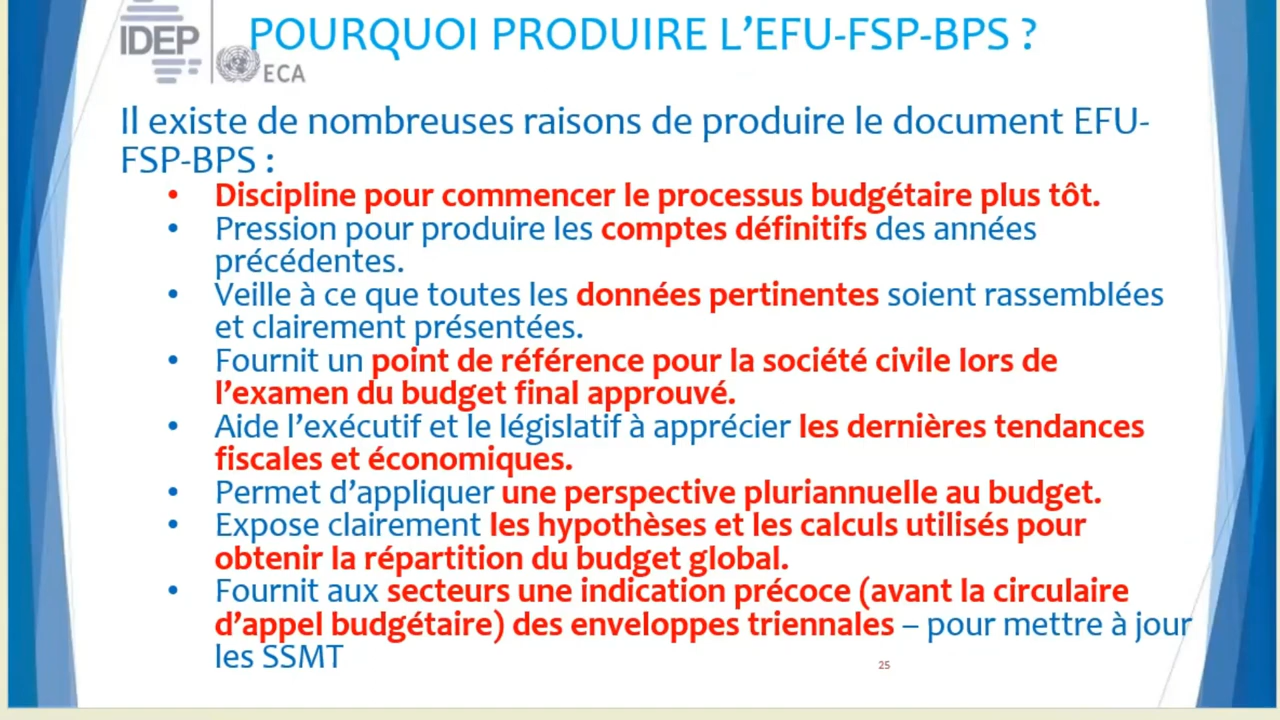 IDEP
ECA
POURQUOI PRODUIRE L’EFU-FSP-BPS ?
Il existe de nombreuses raisons de produire le document EFU-
FSP-BPS :
• Discipline pour commencer le processus budgétaire plus tôt.
• Pression pour produire les comptes définitifs des années
précédentes.
• Veille à ce que toutes les données pertinentes soient rassemblées
et clairement présentées.
• Fournit un point de référence pour la société civile lors de
l’examen du budget final approuvé.
• Aide l’exécutif et le législatif à apprécier les dernières tendances
fiscales et économiques.
• Permet d’appliquer une perspective pluriannuelle au budget.
• Expose clairement les hypothèses et les calculs utilisés pour
obtenir la répartition du budget global.
• Fournit aux secteurs une indication précoce (avant la circulaire
d’appel budgétaire) des enveloppes triennales – pour mettre à jour
les SSMT
25